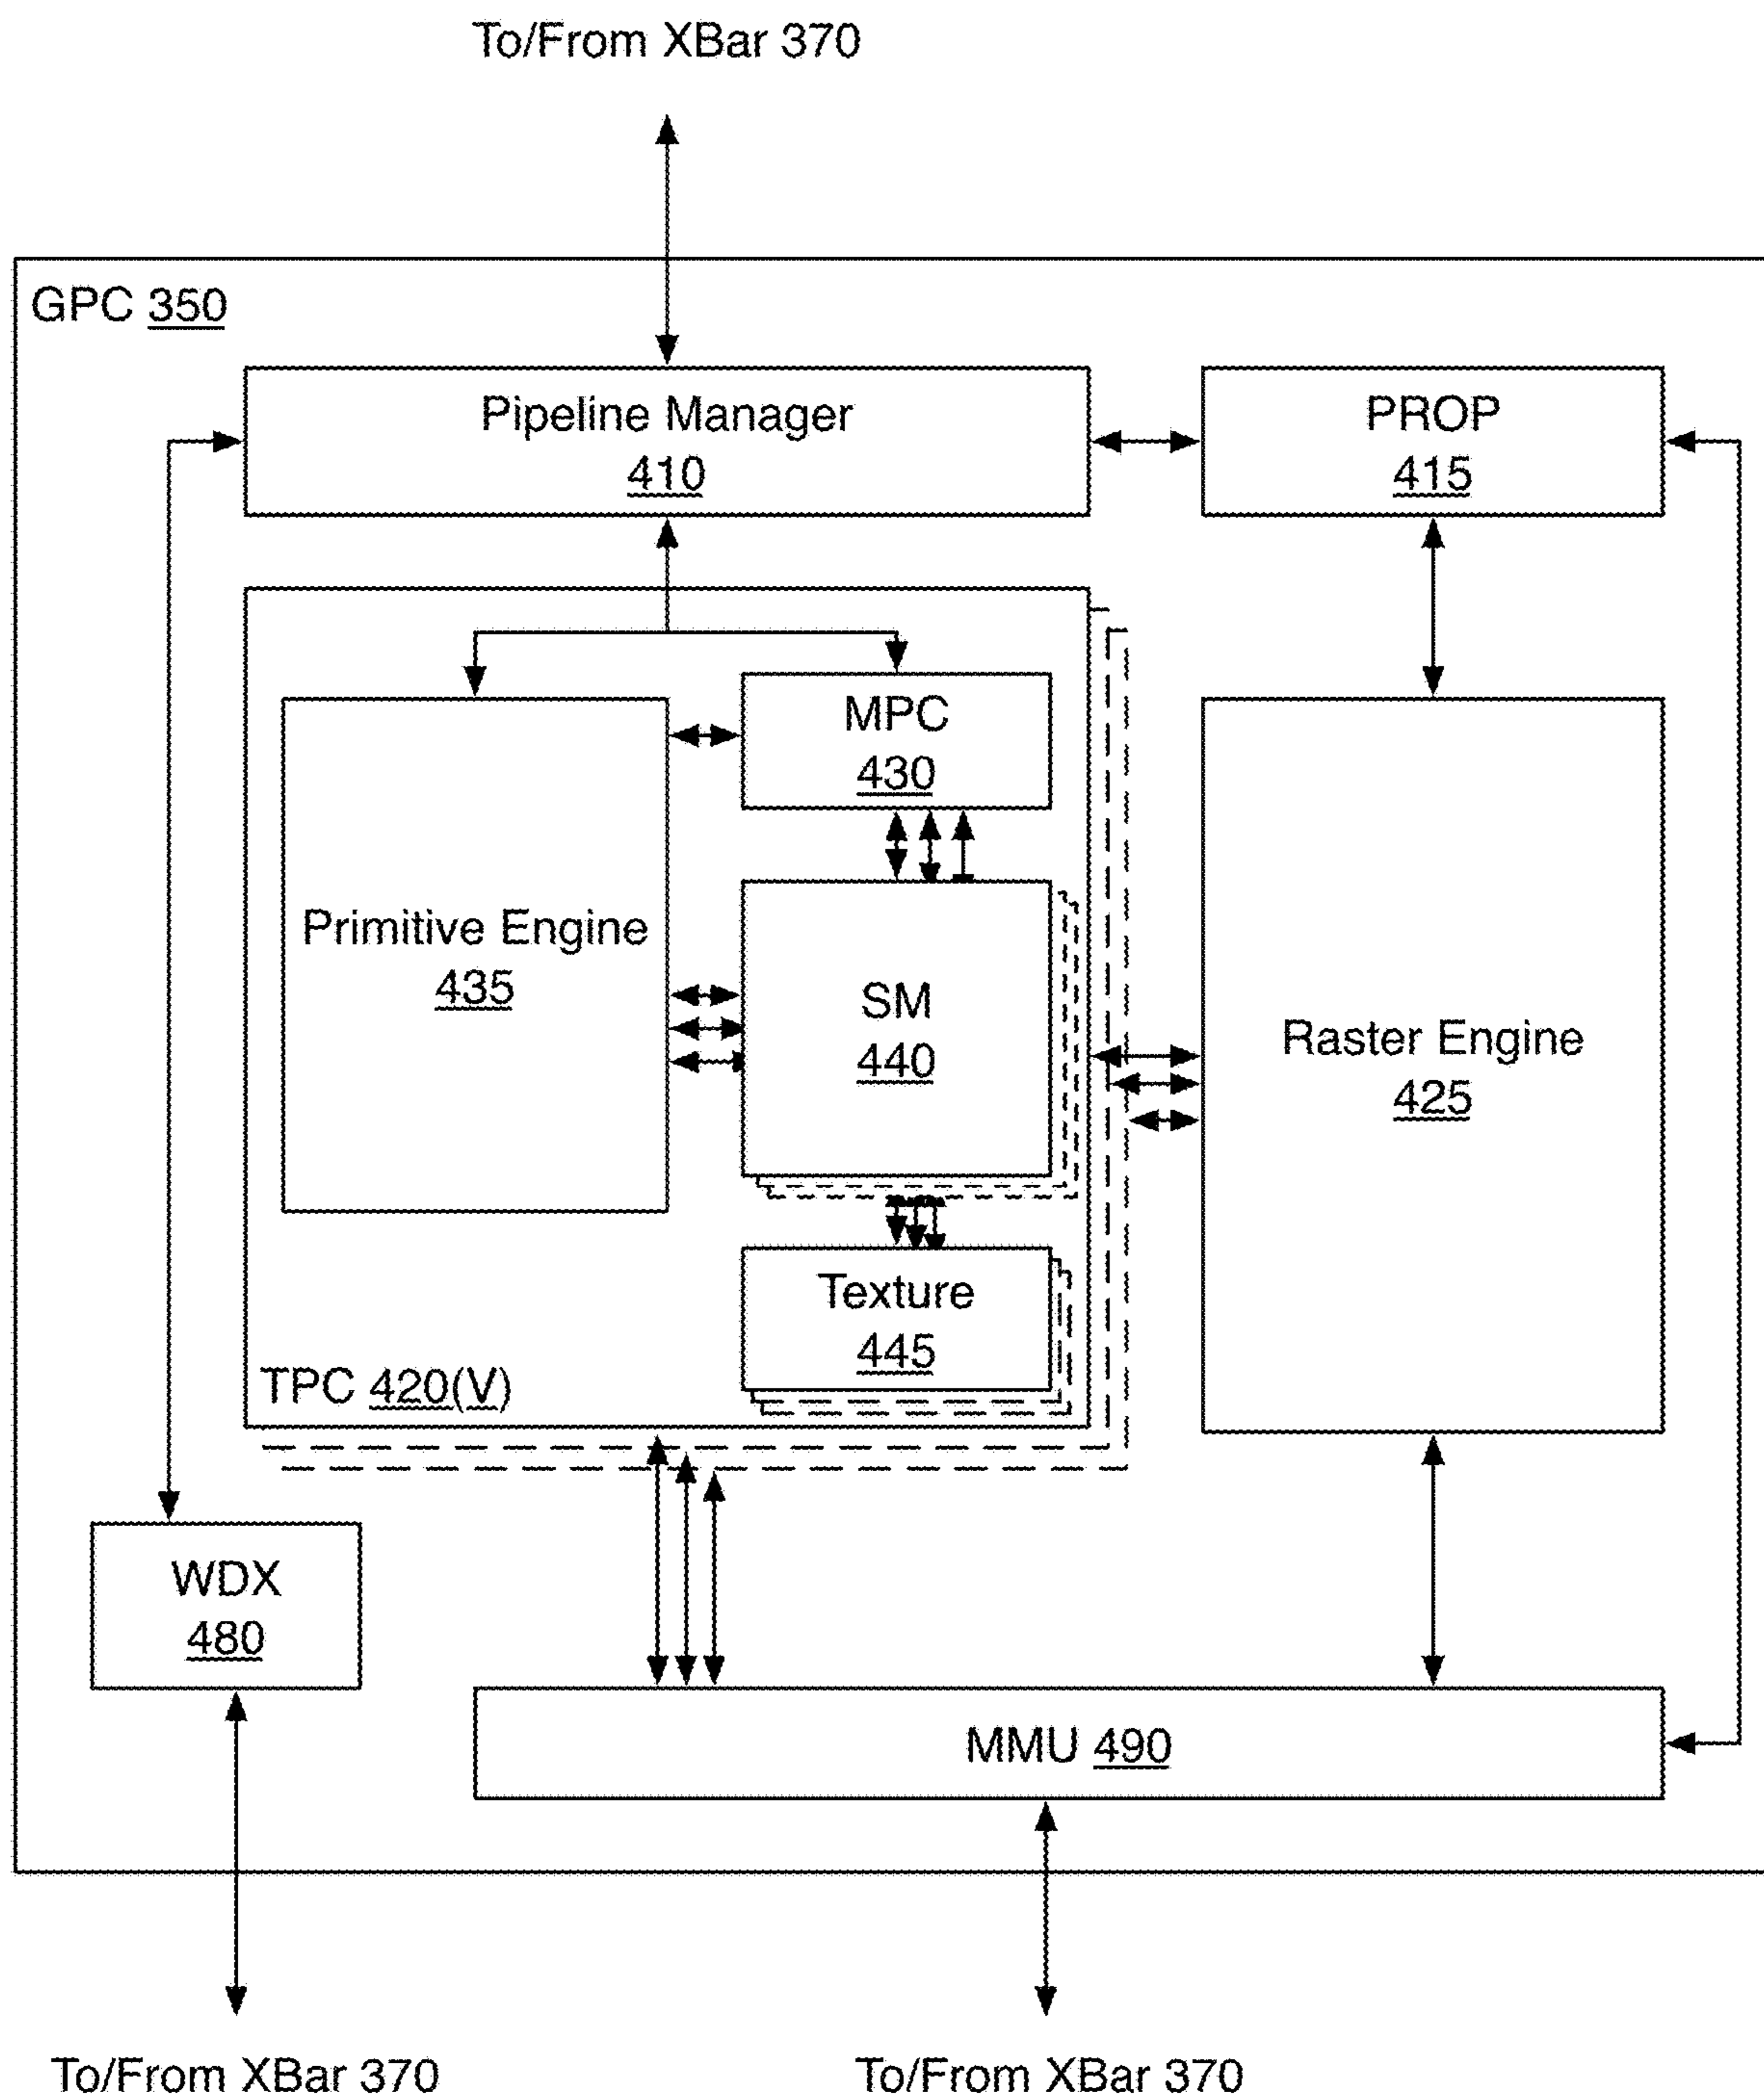 To/From XBar 370
GPC 350
Pipeline Manager
410
PROP
415
MPC
430
Primitive Engine
435
SM
440
Raster Engine
425
Texture
445
TPC 420(V)
WDX
480
MMU 490
To/From XBar 370
To/From XBar 370